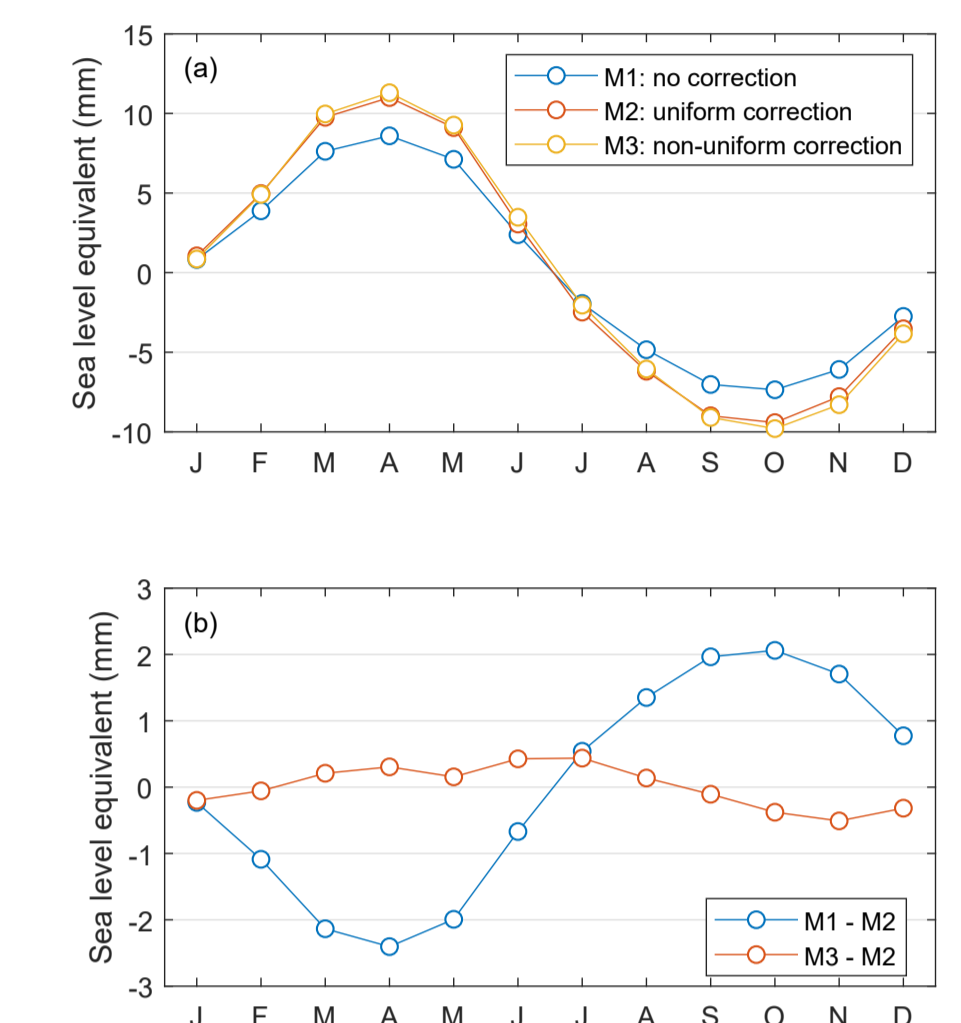 15
10
5
0
-5
-10
Sea level equivalent (mm)
(a)
M1: no correction
M2: uniform correction
M3: non-uniform correction
J F M A M J J A S O N D
3
2
1
0
-1
-2
-3
Sea level equivalent (mm)
(b)
M1 - M2
M3 - M2
J F M A M J J A S O N D